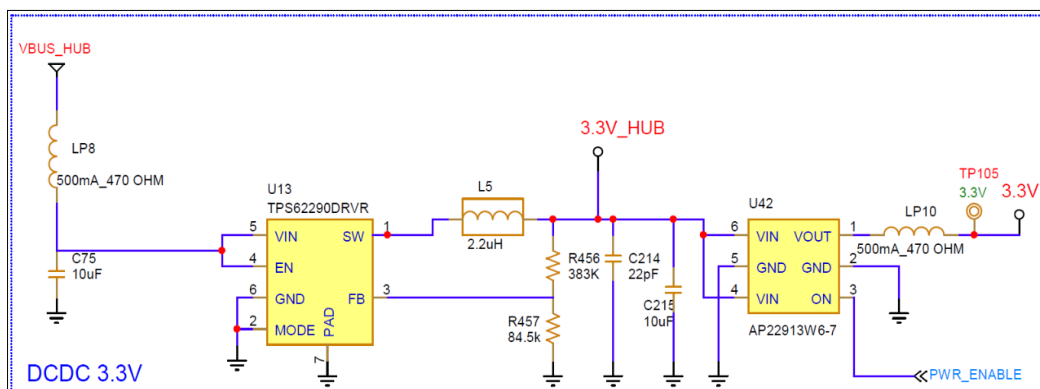 VBUS_HUB
LP8
500mA_470 OHM
C75
10uF
U13
TPS62290DRVR
5 VIN SW 1
4 EN
6 GND FB 3
2 MODE PAD
7
L5
2.2uH
3.3V_HUB
R456
383K
R457
84.5k
C214
22pF
C215
10uF
U42
6 VIN VOUT 1
5 GND GND 2
4 VIN ON 3
AP22913W6-7
LP10
500mA_470 OHM
TP105
3.3V
3.3V
PWR_ENABLE
DCDC 3.3V